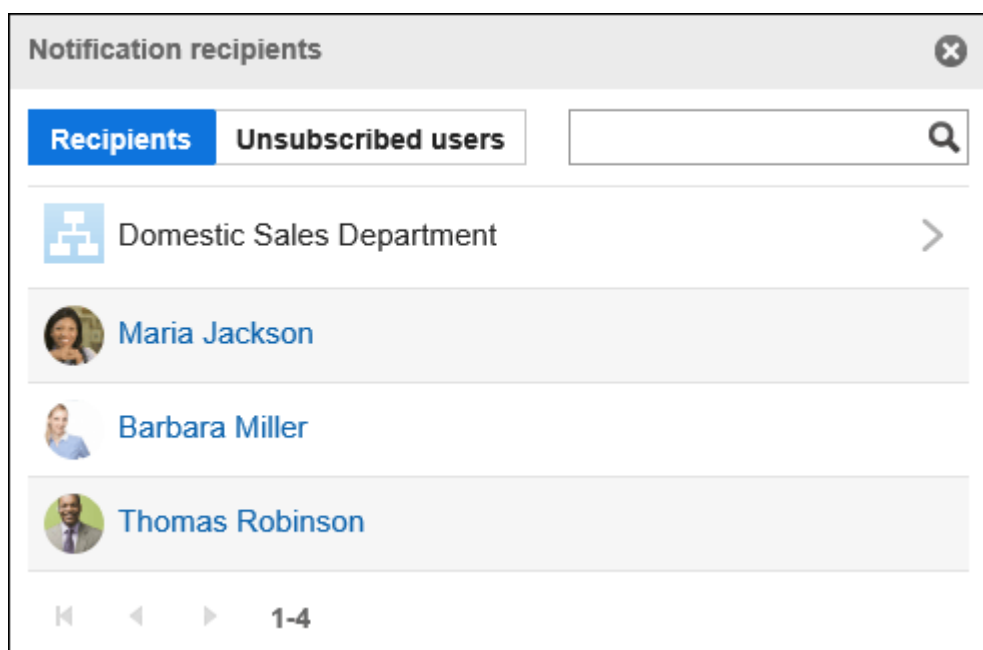 Notification recipients
Recipients Unsubscribed users
Domestic Sales Department
Maria Jackson
Barbara Miller
Thomas Robinson
1-4